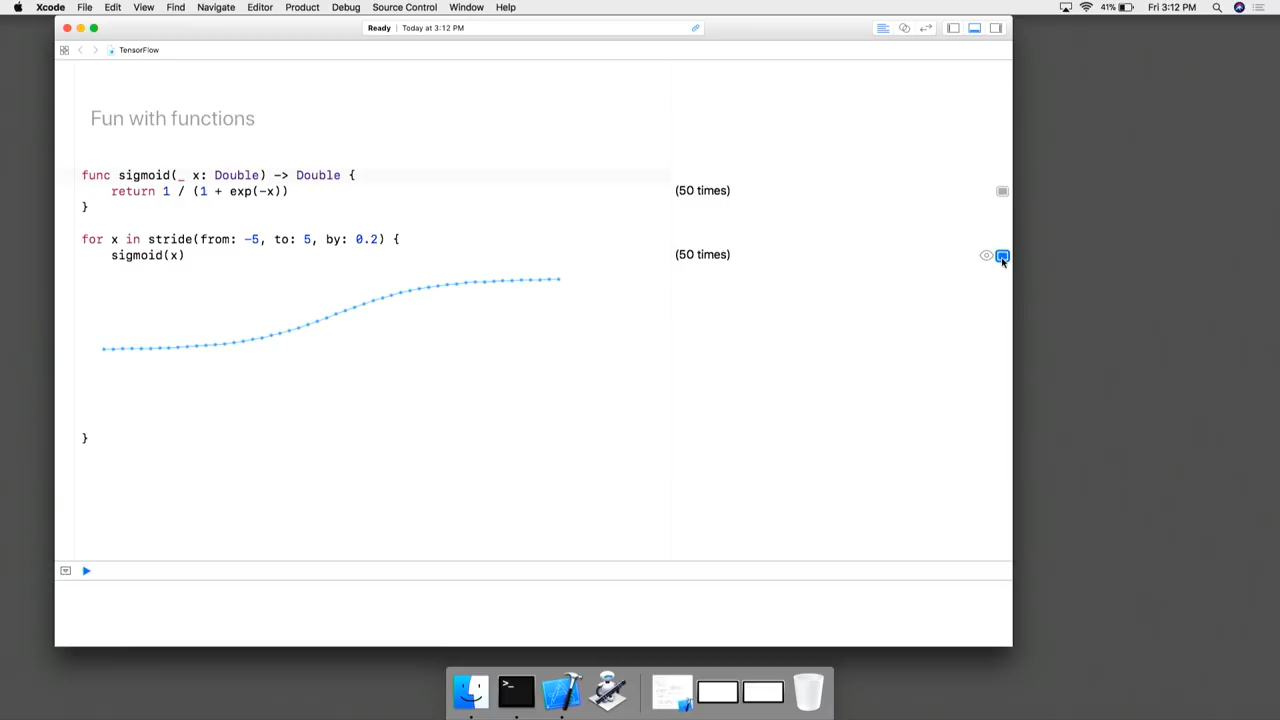 Xcode File Edit View Find Navigate Editor Product Debug Source Control Window Help 41% Fri 3:12 PM
Ready Today at 3:12 PM
TensorFlow
Fun with functions
func sigmoid(_ x: Double) -> Double {
return 1 / (1 + exp(-x)) (50 times)
}
for x in stride(from: -5, to: 5, by: 0.2) {
sigmoid(x) (50 times)
}
>_